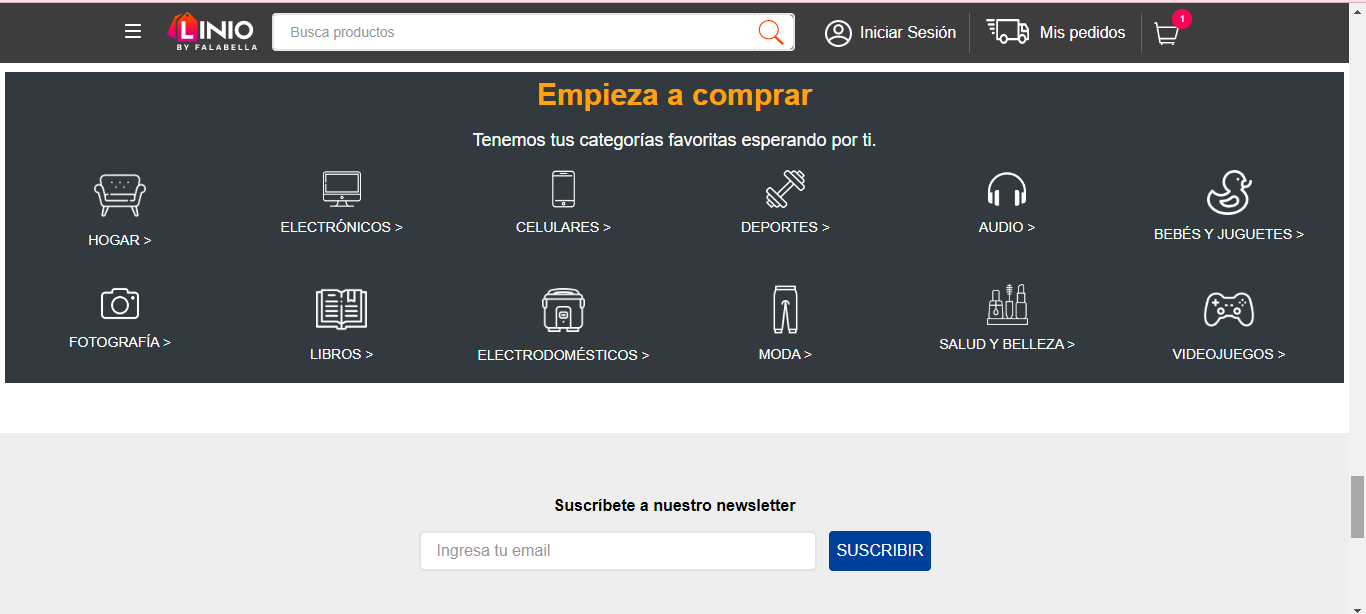 LINIO
BY FALABELLA
Busca productos
Iniciar Sesión
Mis pedidos
1
Empieza a comprar
Tenemos tus categorías favoritas esperando por ti.
HOGAR >
ELECTRÓNICOS >
CELULARES >
DEPORTES >
AUDIO >
BEBÉS Y JUGUETES >
FOTOGRAFÍA >
LIBROS >
ELECTRODOMÉSTICOS >
MODA >
SALUD Y BELLEZA >
VIDEOJUEGOS >
Suscríbete a nuestro newsletter
Ingresa tu email
SUSCRIBIR